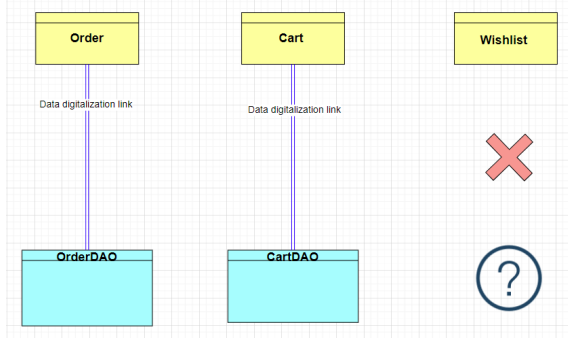 Order
Cart
Wishlist
Data digitalization link
Data digitalization link
OrderDAO
CartDAO
?